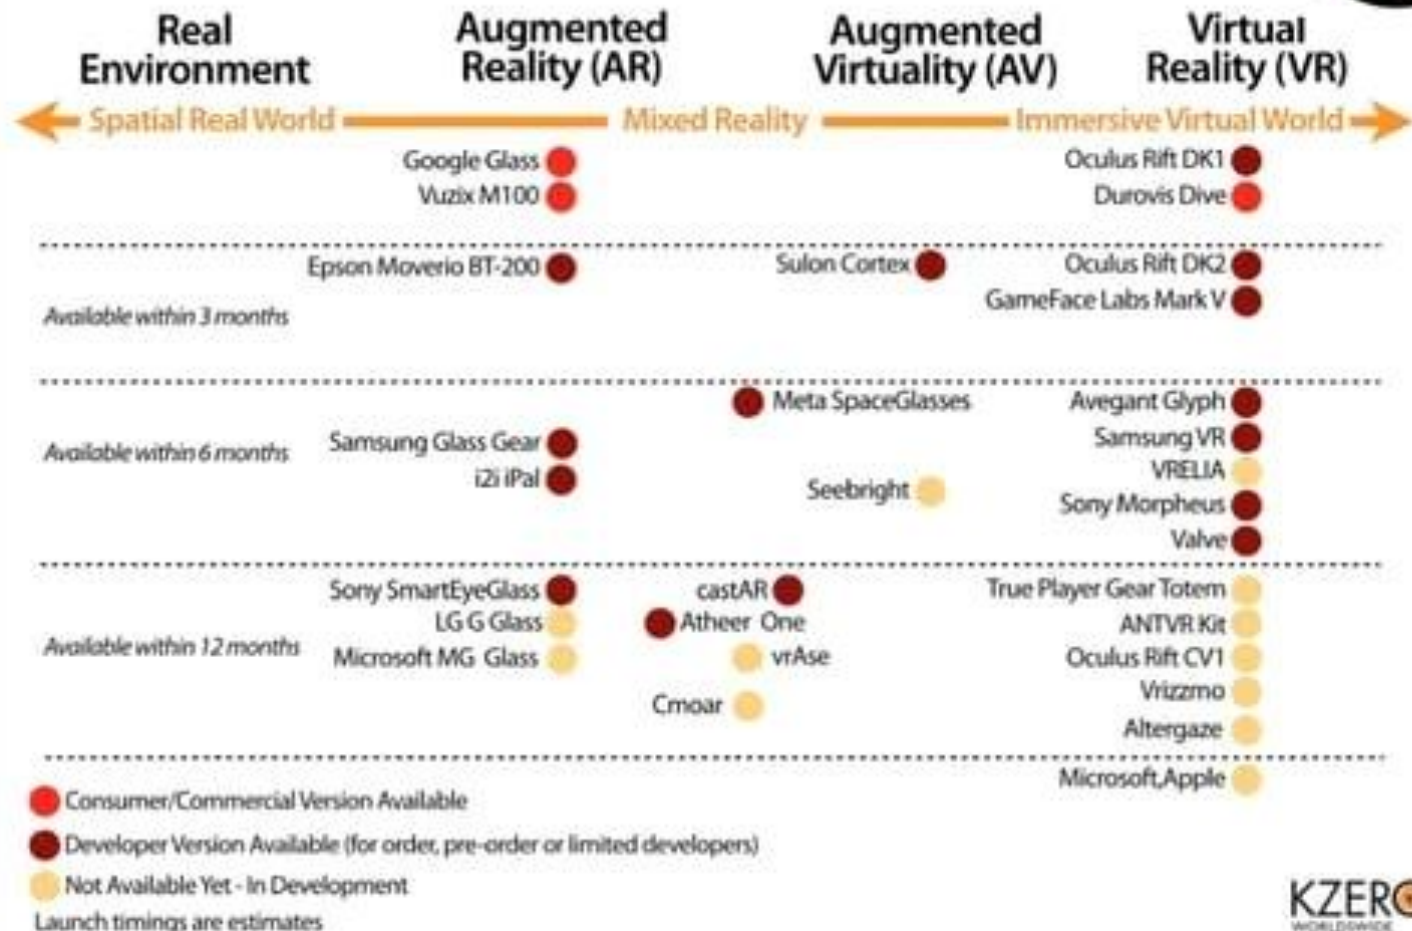 Real Environment
Augmented Reality (AR)
Augmented Virtuality (AV)
Virtual Reality (VR)
Spatial Real World
Mixed Reality
Immersive Virtual World
Google Glass
Oculus Rift DK1
Vuzix M100
Durovis Dive
Epson Moverio BT-200
Sulon Cortex
Oculus Rift DK2
GameFace Labs Mark V
Available within 3 months
Meta SpaceGlasses
Avegant Glyph
Samsung Glass Gear
Samsung VR
Available within 6 months
i2i iPal
VRELIA
Seebright
Sony Morpheus
Valve
Sony SmartEyeGlass
castAR
True Player Gear Totem
LG G Glass
Atheer One
ANTVR Kit
Available within 12 months
Microsoft MG Glass
vrAse
Oculus Rift CV1
Cmoar
Vrizzmo
Altergaze
Microsoft,Apple
Consumer/Commercial Version Available
Developer Version Available (for order, pre-order or limited developers)
Not Available Yet - In Development
Launch timings are estimates
KZERO
WORLDSWIDE